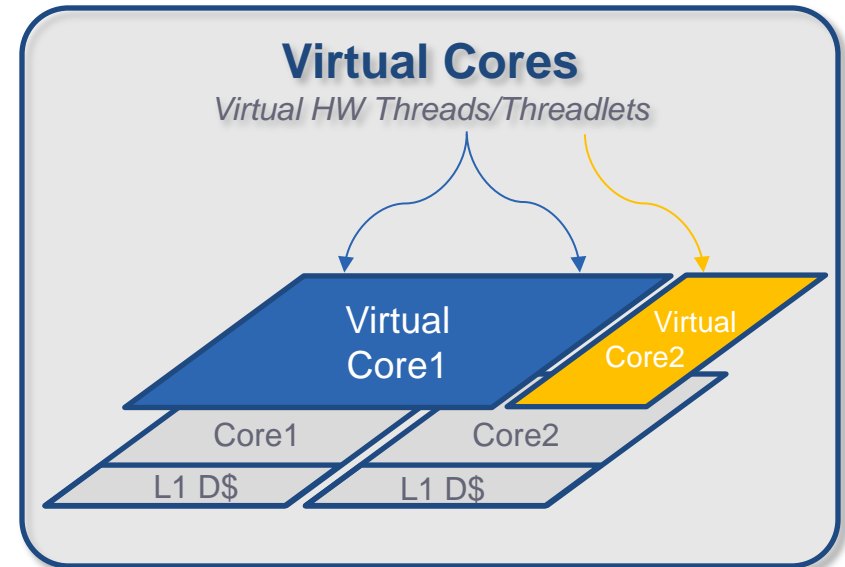 Virtual Cores
Virtual HW Threads/Threadlets
Virtual
Core1
Virtual
Core2
Core1
Core2
L1 D$
L1 D$